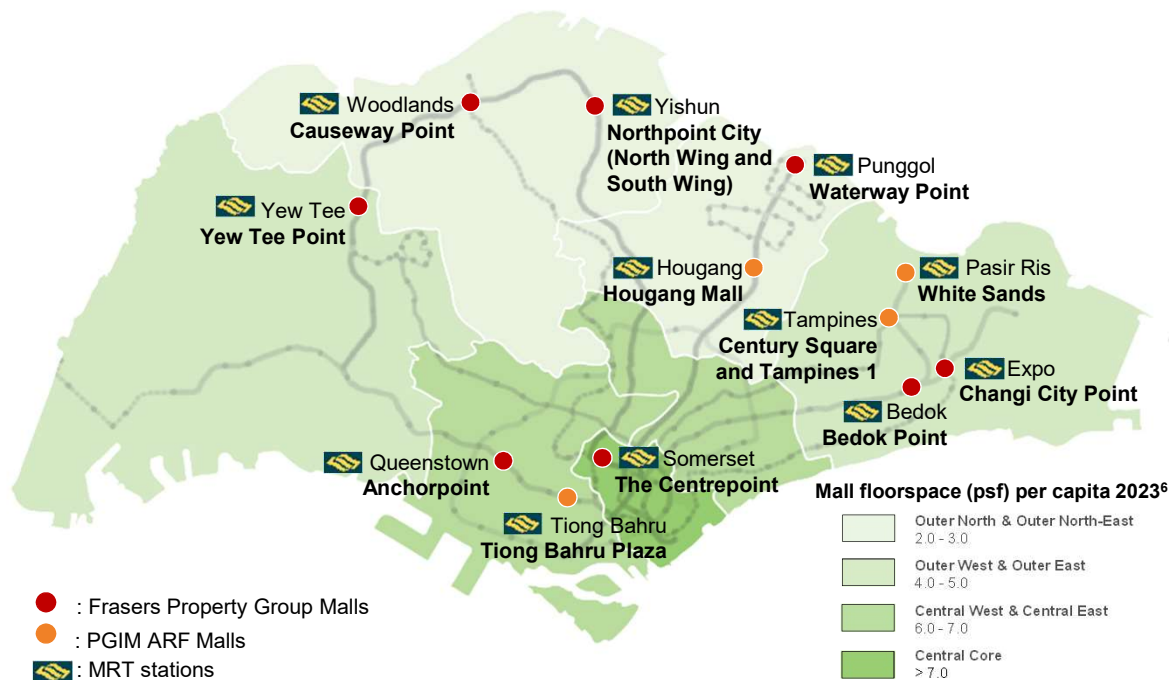 Woodlands
Causeway Point
Yishun
Northpoint City
(North Wing and
South Wing)
Punggol
Waterway Point
Yew Tee
Yew Tee Point
Hougang
Hougang Mall
Pasir Ris
White Sands
Tampines
Century Square
and Tampines 1
Expo
Changi City Point
Bedok
Bedok Point
Queenstown
Anchorpoint
Somerset
The Centrepoint
Tiong Bahru
Tiong Bahru Plaza
Mall floorspace (psf) per capita 2023⁶
Outer North & Outer North-East
2.0 - 3.0
Outer West & Outer East
4.0 - 5.0
Central West & Central East
6.0 - 7.0
Central Core
> 7.0
: Frasers Property Group Malls
: PGIM ARF Malls
: MRT stations